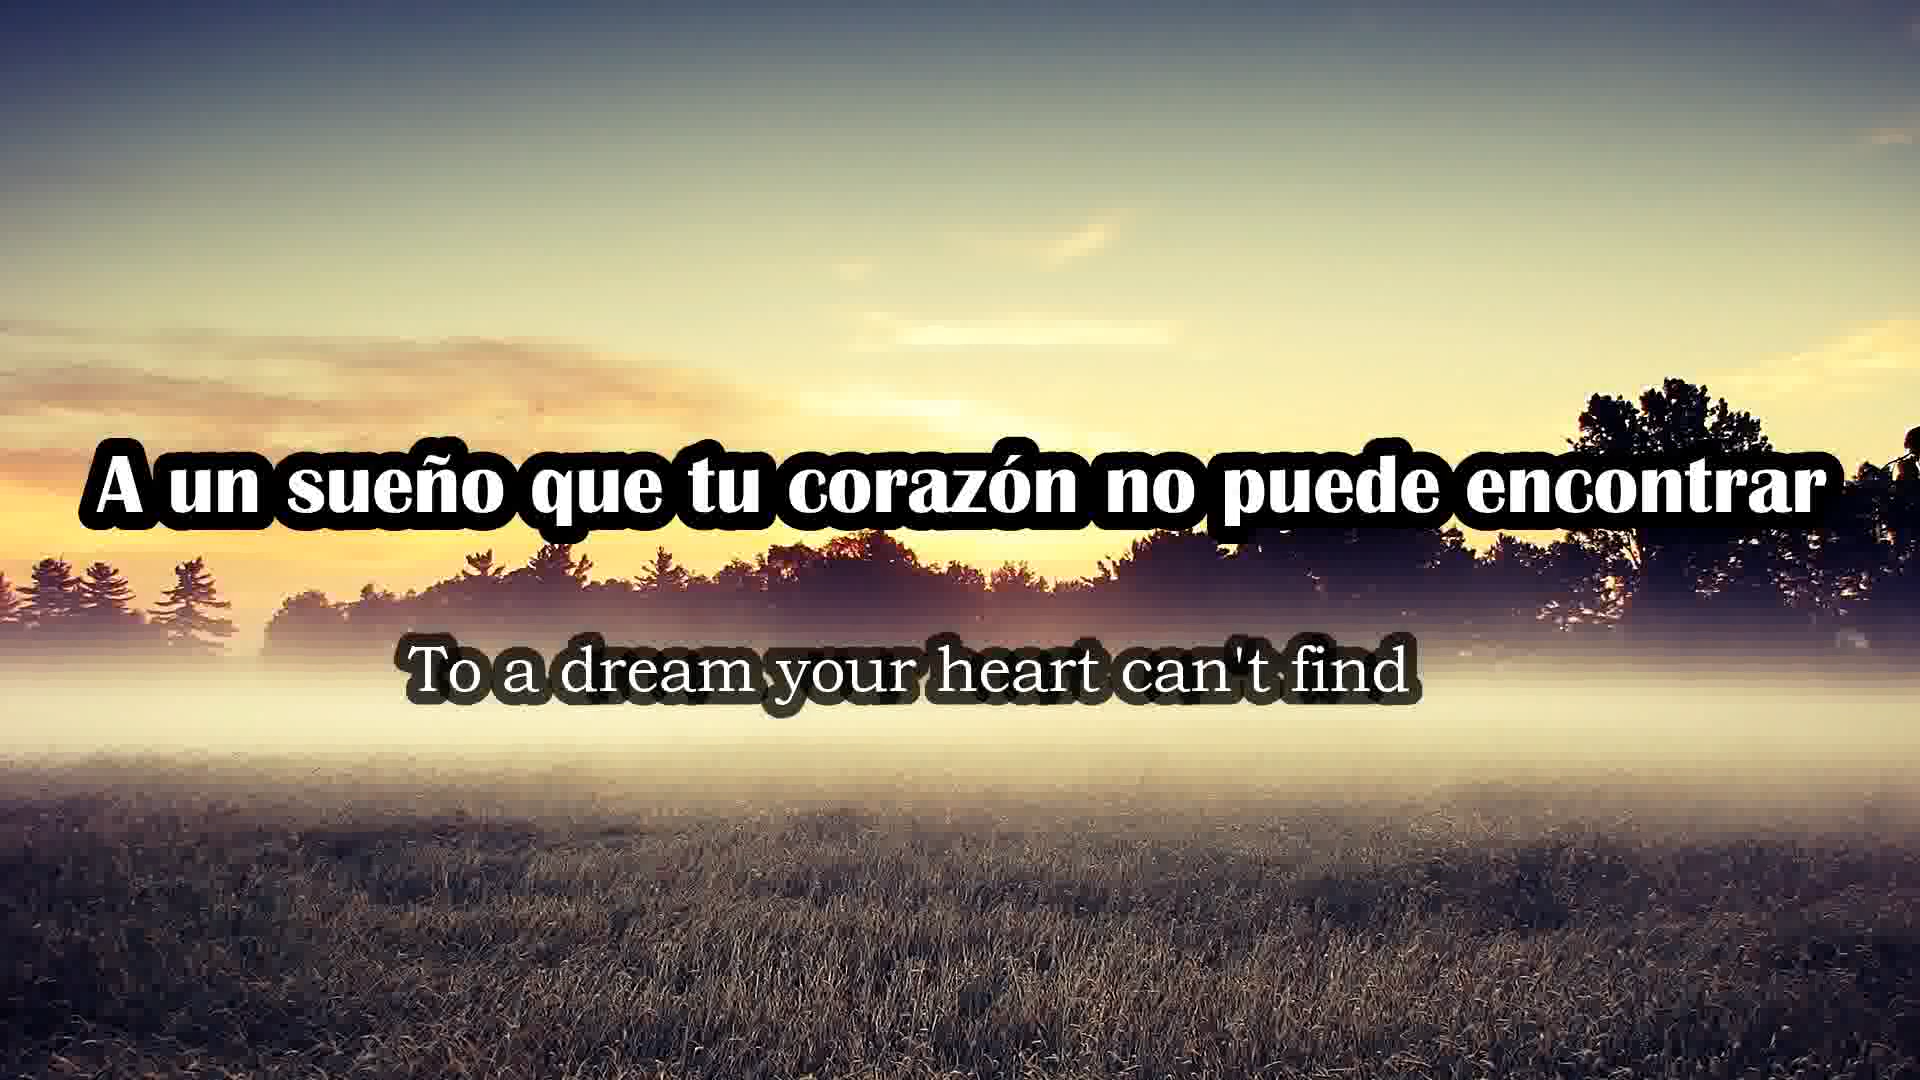 A un sueño que tu corazón no puede encontrar
To a dream your heart can't find